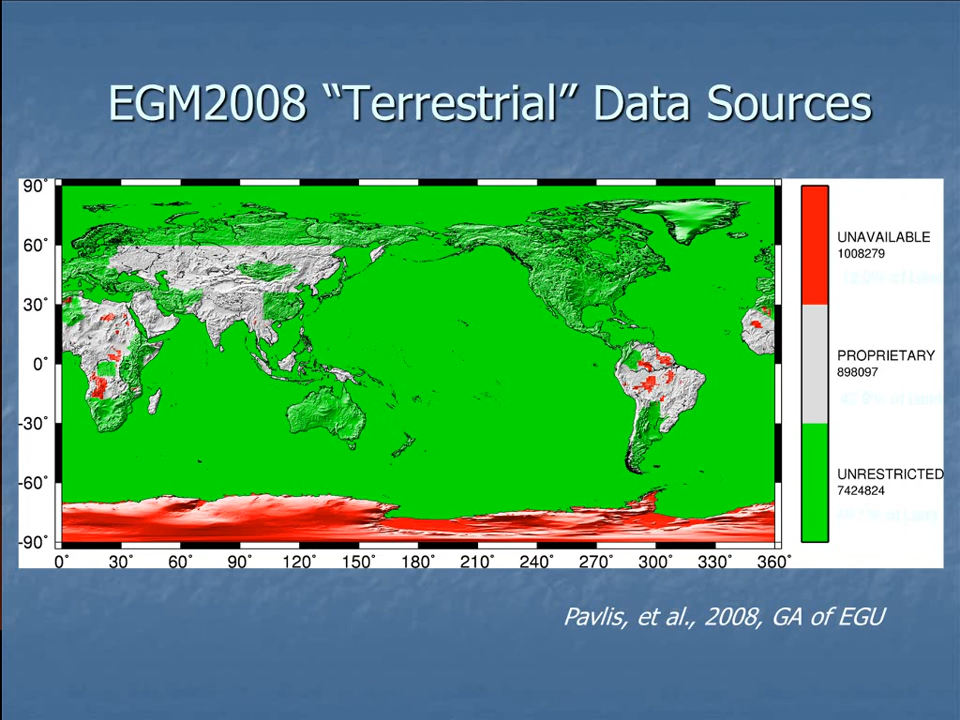 EGM2008 “Terrestrial” Data Sources
90°
60°
30°
0°
-30°
-60°
-90°
0° 30° 60° 90° 120° 150° 180° 210° 240° 270° 300° 330° 360°
UNAVAILABLE
1008279
PROPRIETARY
898097
UNRESTRICTED
7424824
Pavlis, et al., 2008, GA of EGU